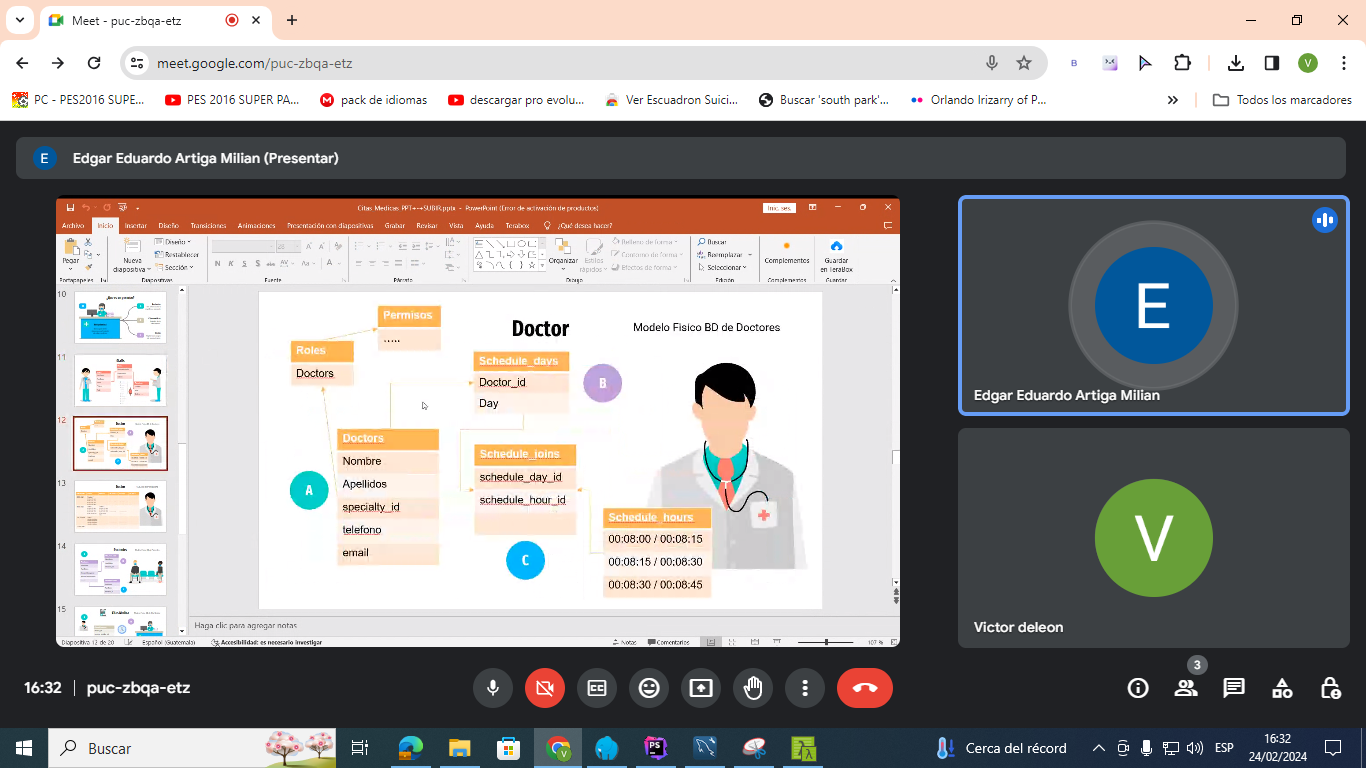 Meet - puc-zbqa-etz
meet.google.com/puc-zbqa-etz
B
V
PC - PES2016 SUPE...
PES 2016 SUPER PA...
pack de idiomas
descargar pro evolu...
Ver Escuadron Suici...
Buscar 'south park'...
Orlando Irizarry of P...
Todos los marcadores
E
Edgar Eduardo Artiga Milian (Presentar)
Citas Medicas PPT+-+SUBIR.pptx - PowerPoint (Error de activación de productos)
Inic. ses.
Archivo
Inicio
Insertar
Diseño
Transiciones
Animaciones
Presentación con diapositivas
Grabar
Revisar
Vista
Ayuda
Terabox
¿Qué desea hacer?
Pegar
Nueva
diapositiva
Diseño
Restablecer
Sección
N
K
S
Organizar
Estilos
rápidos
Relleno de forma
Contorno de forma
Efectos de forma
Buscar
Reemplazar
Seleccionar
Complementos
Guardar
en TeraBox
Portapapeles
Diapositivas
Fuente
Párrafo
Dibujo
Edición
Complementos
Guardar
10
11
12
13
14
15
Permisos
.....
Doctor
Modelo Fisico BD de Doctores
Roles
Doctors
Schedule_days
Doctor_id
Day
B
Doctors
Nombre
Apellidos
specialty_id
telefono
email
A
Schedule_joins
schedule_day_id
schedule_hour_id
C
Schedule_hours
00:08:00 / 00:08:15
00:08:15 / 00:08:30
00:08:30 / 00:08:45
Haga clic para agregar notas
Diapositiva 12 de 20
Español (Guatemala)
Accesibilidad: es necesario investigar
Notas
Comentarios
107 %
E
Edgar Eduardo Artiga Milian
V
Victor deleon
16:32
puc-zbqa-etz
3
Buscar
PS
Cerca del récord
ESP
16:32
24/02/2024